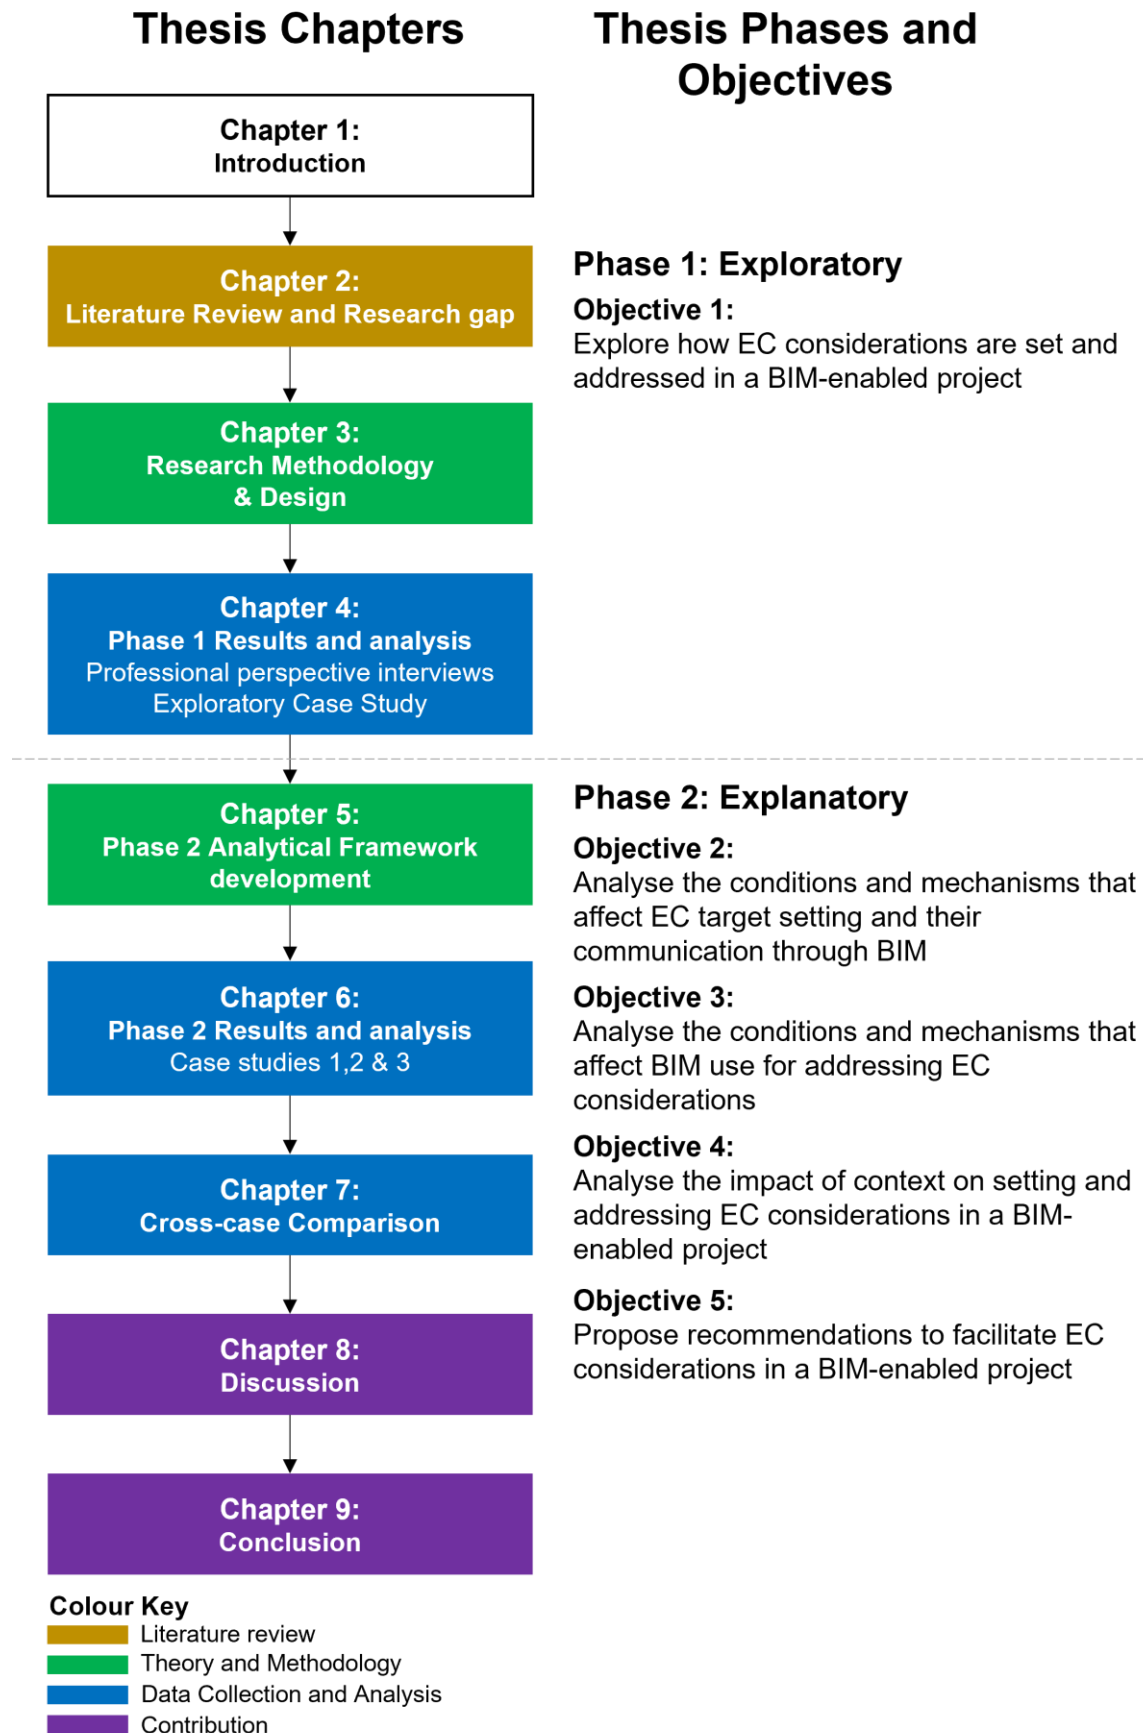 Thesis Chapters
Thesis Phases and
Objectives
Chapter 1:
Introduction
Chapter 2:
Literature Review and Research gap
Phase 1: Exploratory
Objective 1:
Explore how EC considerations are set and
addressed in a BIM-enabled project
Chapter 3:
Research Methodology
& Design
Chapter 4:
Phase 1 Results and analysis
Professional perspective interviews
Exploratory Case Study
Chapter 5:
Phase 2 Analytical Framework
development
Phase 2: Explanatory
Objective 2:
Analyse the conditions and mechanisms that
affect EC target setting and their
communication through BIM
Chapter 6:
Phase 2 Results and analysis
Case studies 1,2 & 3
Objective 3:
Analyse the conditions and mechanisms that
affect BIM use for addressing EC
considerations
Chapter 7:
Cross-case Comparison
Objective 4:
Analyse the impact of context on setting and
addressing EC considerations in a BIM-
enabled project
Chapter 8:
Discussion
Objective 5:
Propose recommendations to facilitate EC
considerations in a BIM-enabled project
Chapter 9:
Conclusion
Colour Key
Literature review
Theory and Methodology
Data Collection and Analysis
Contribution